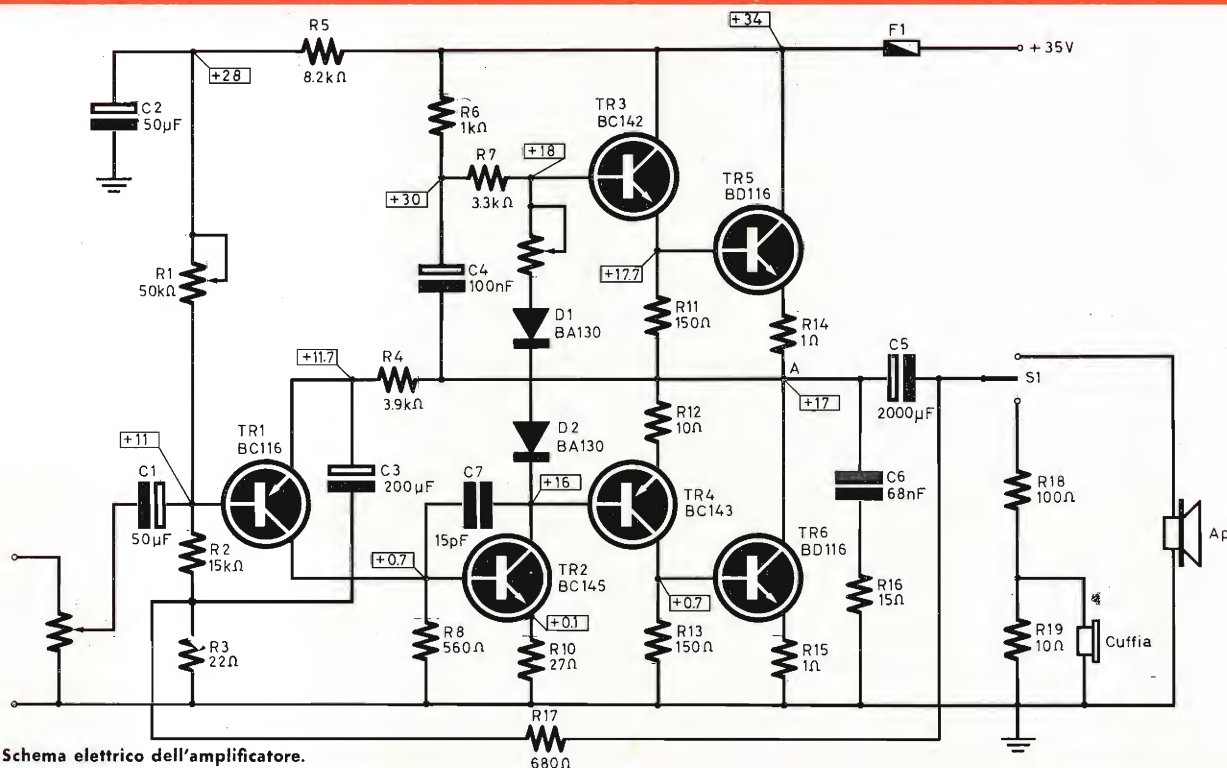 +34
F1
+ 35V
R5
8.2kΩ
+28
C2
50µF
R6
1kΩ
TR3
BC142
R7
3.3kΩ
+18
+30
TR5
BD116
R1
50kΩ
C4
100nF
+17.7
R11
150Ω
D1
BA130
R14
1Ω
+11.7
R4
3.9kΩ
A
+17
C5
2000µF
S1
D2
BA130
R12
10Ω
TR1
BC116
+11
C1
50µF
C3
200µF
C7
15pF
+16
TR4
BC143
C6
68nF
R18
100Ω
Ap
R2
15kΩ
+0.7
TR2
BC145
TR6
BD116
+0.7
R16
15Ω
+0.1
R3
22Ω
R8
560Ω
R10
27Ω
R13
150Ω
R15
1Ω
R19
10Ω
Cuffia
R17
680Ω
Schema elettrico dell'amplificatore.